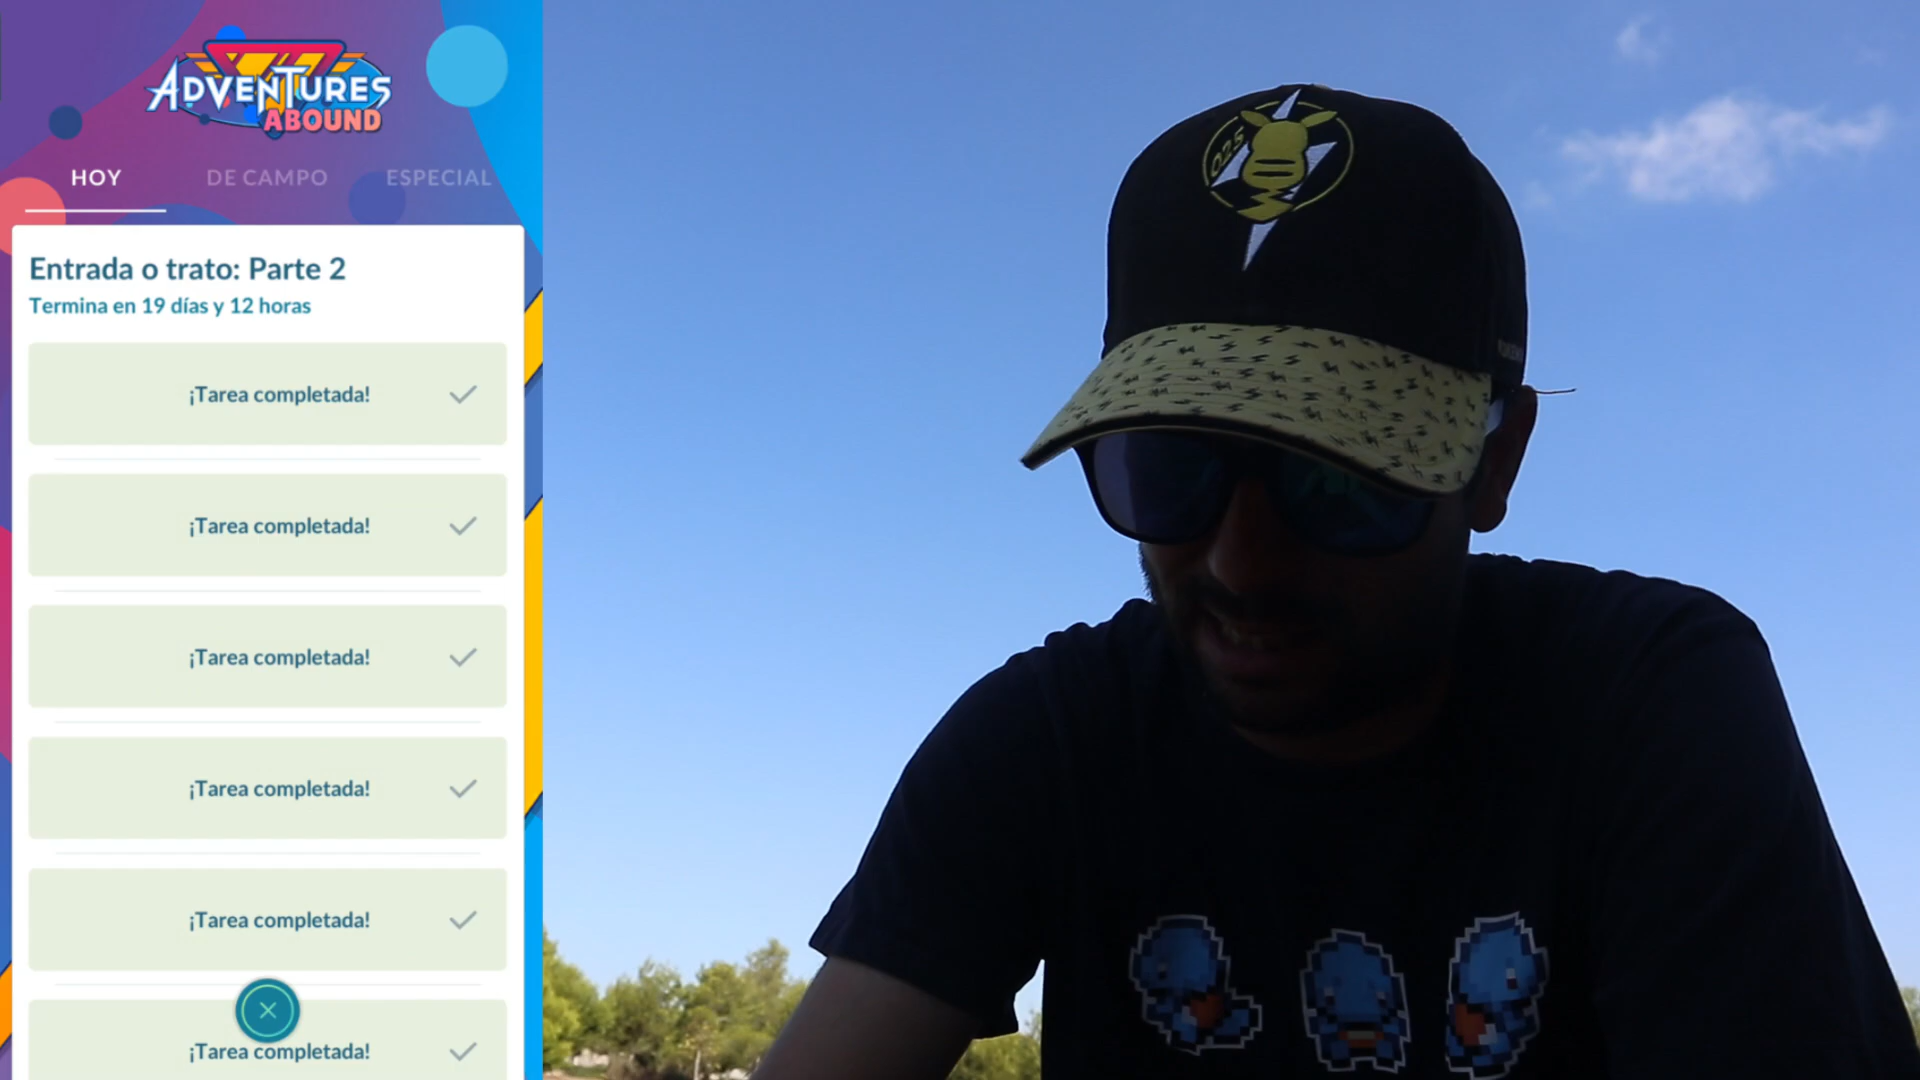 ADVENTURES
ABOUND
HOY DE CAMPO ESPECIAL
Entrada o trato: Parte 2
Termina en 19 días y 12 horas
¡Tarea completada!
¡Tarea completada!
¡Tarea completada!
¡Tarea completada!
¡Tarea completada!
¡Tarea completada!
025